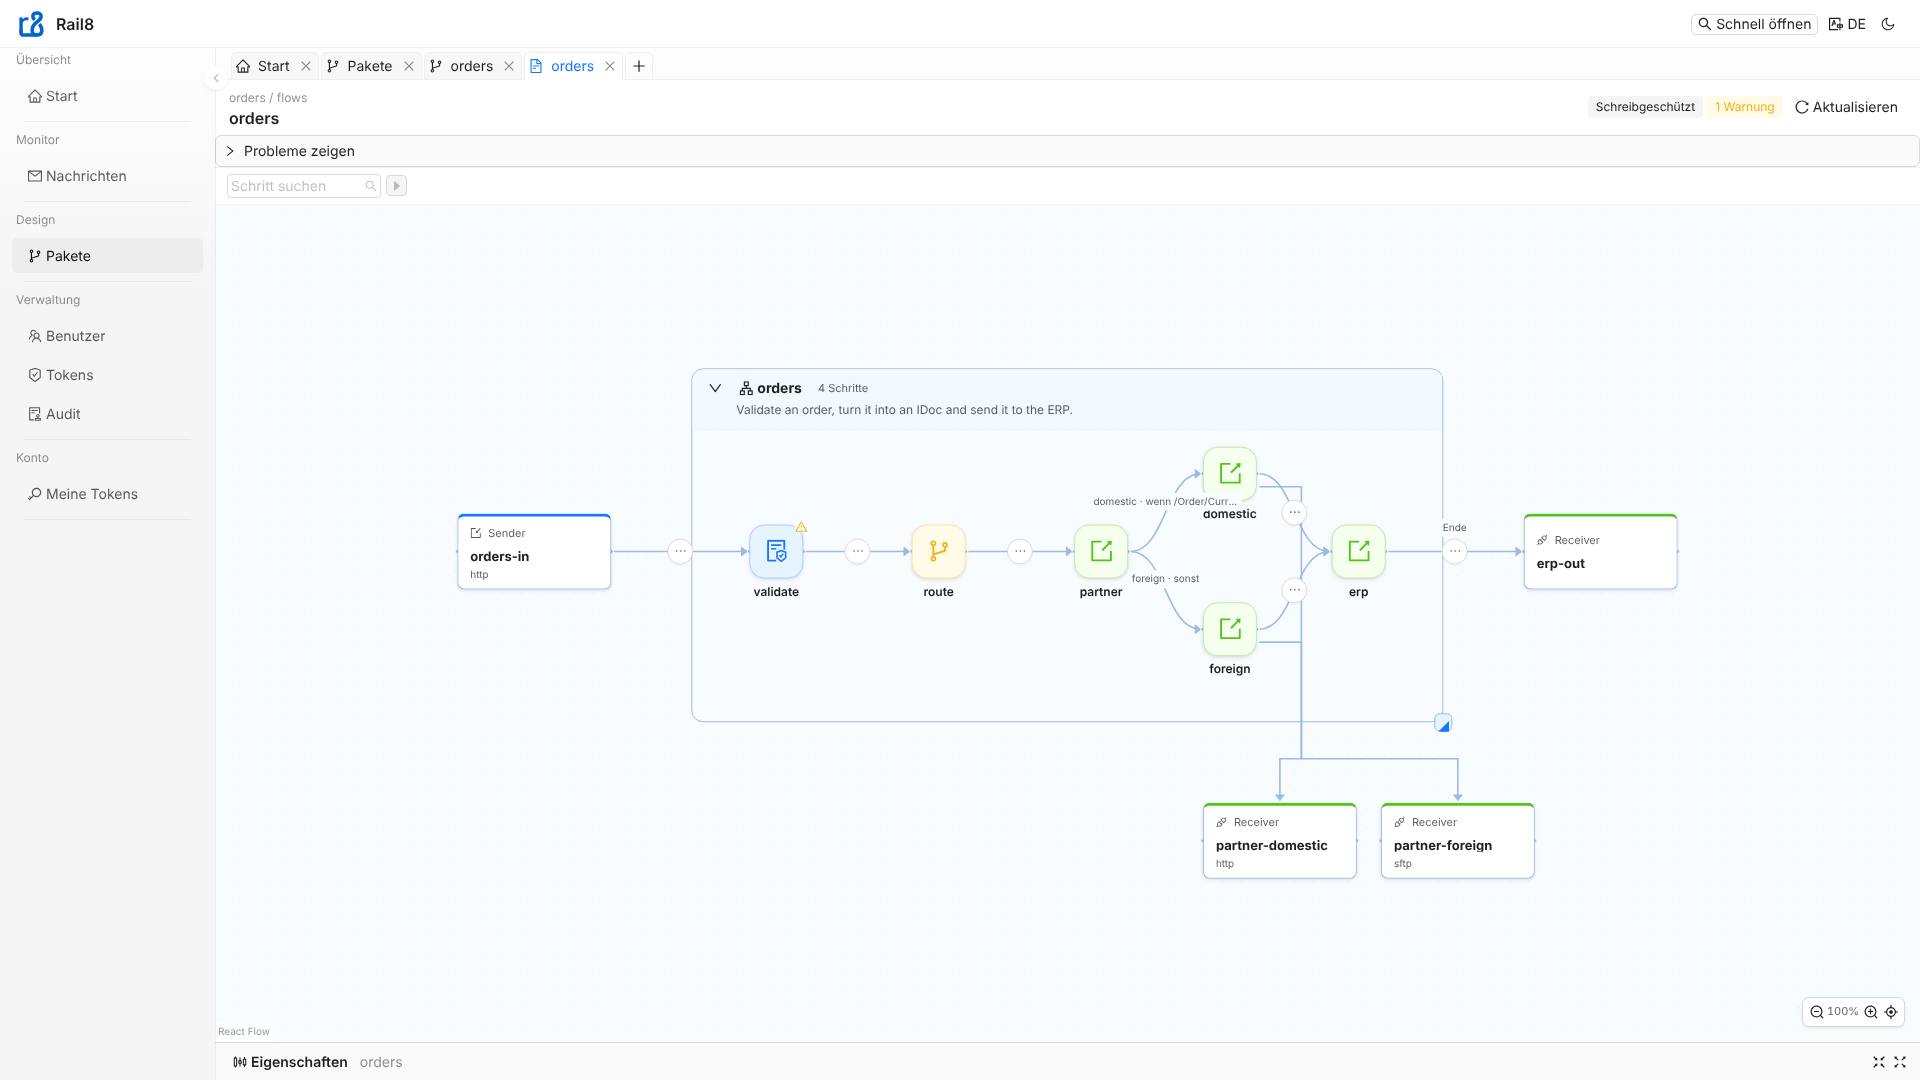 r8 Rail8
Schnell öffnen
DE
Übersicht
Start
Monitor
Nachrichten
Design
Pakete
Verwaltung
Benutzer
Tokens
Audit
Konto
Meine Tokens
Start
Pakete
orders
orders
orders / flows
orders
Schreibgeschützt
1 Warnung
Aktualisieren
Probleme zeigen
Schritt suchen
orders 4 Schritte
Validate an order, turn it into an IDoc and send it to the ERP.
Sender
orders-in
http
validate
route
partner
domestic · wenn /Order/Curr...
domestic
foreign · sonst
foreign
erp
Ende
Receiver
erp-out
Receiver
partner-domestic
http
Receiver
partner-foreign
sftp
100%
React Flow
Eigenschaften orders